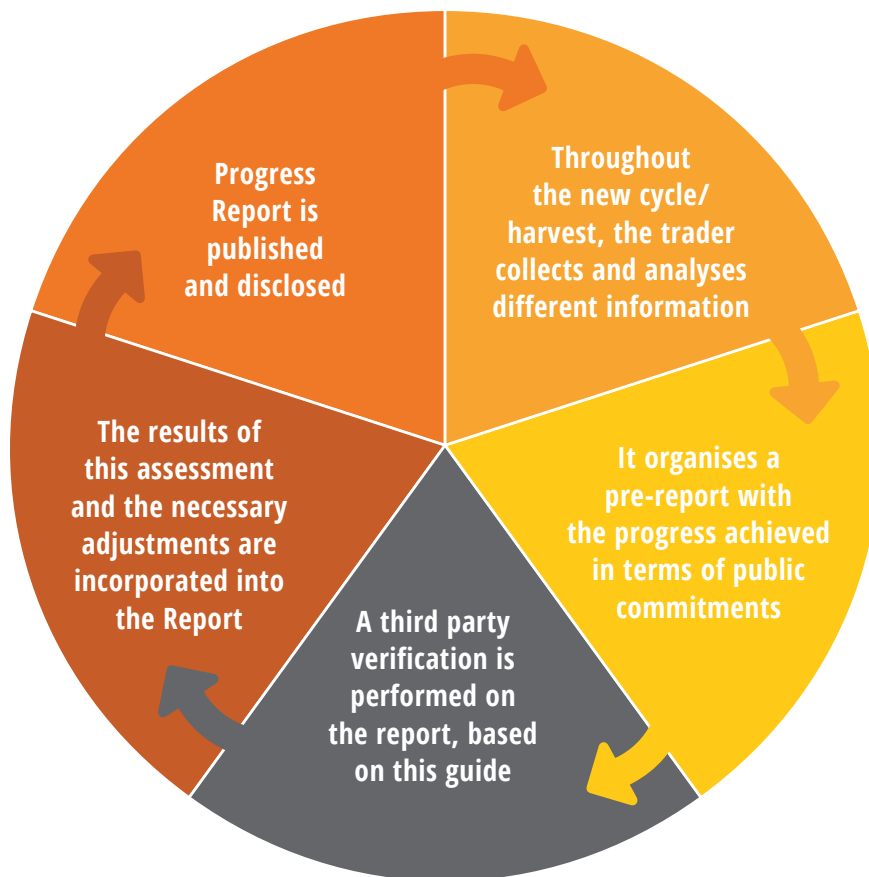 Progress
Report is
published
and disclosed
Throughout
the new cycle/
harvest, the trader
collects and analyses
different information
It organises a
pre-report with
the progress achieved
in terms of public
commitments
A third party
verification is
performed on
the report, based
on this guide
The results of
this assessment
and the necessary
adjustments are
incorporated into
the Report